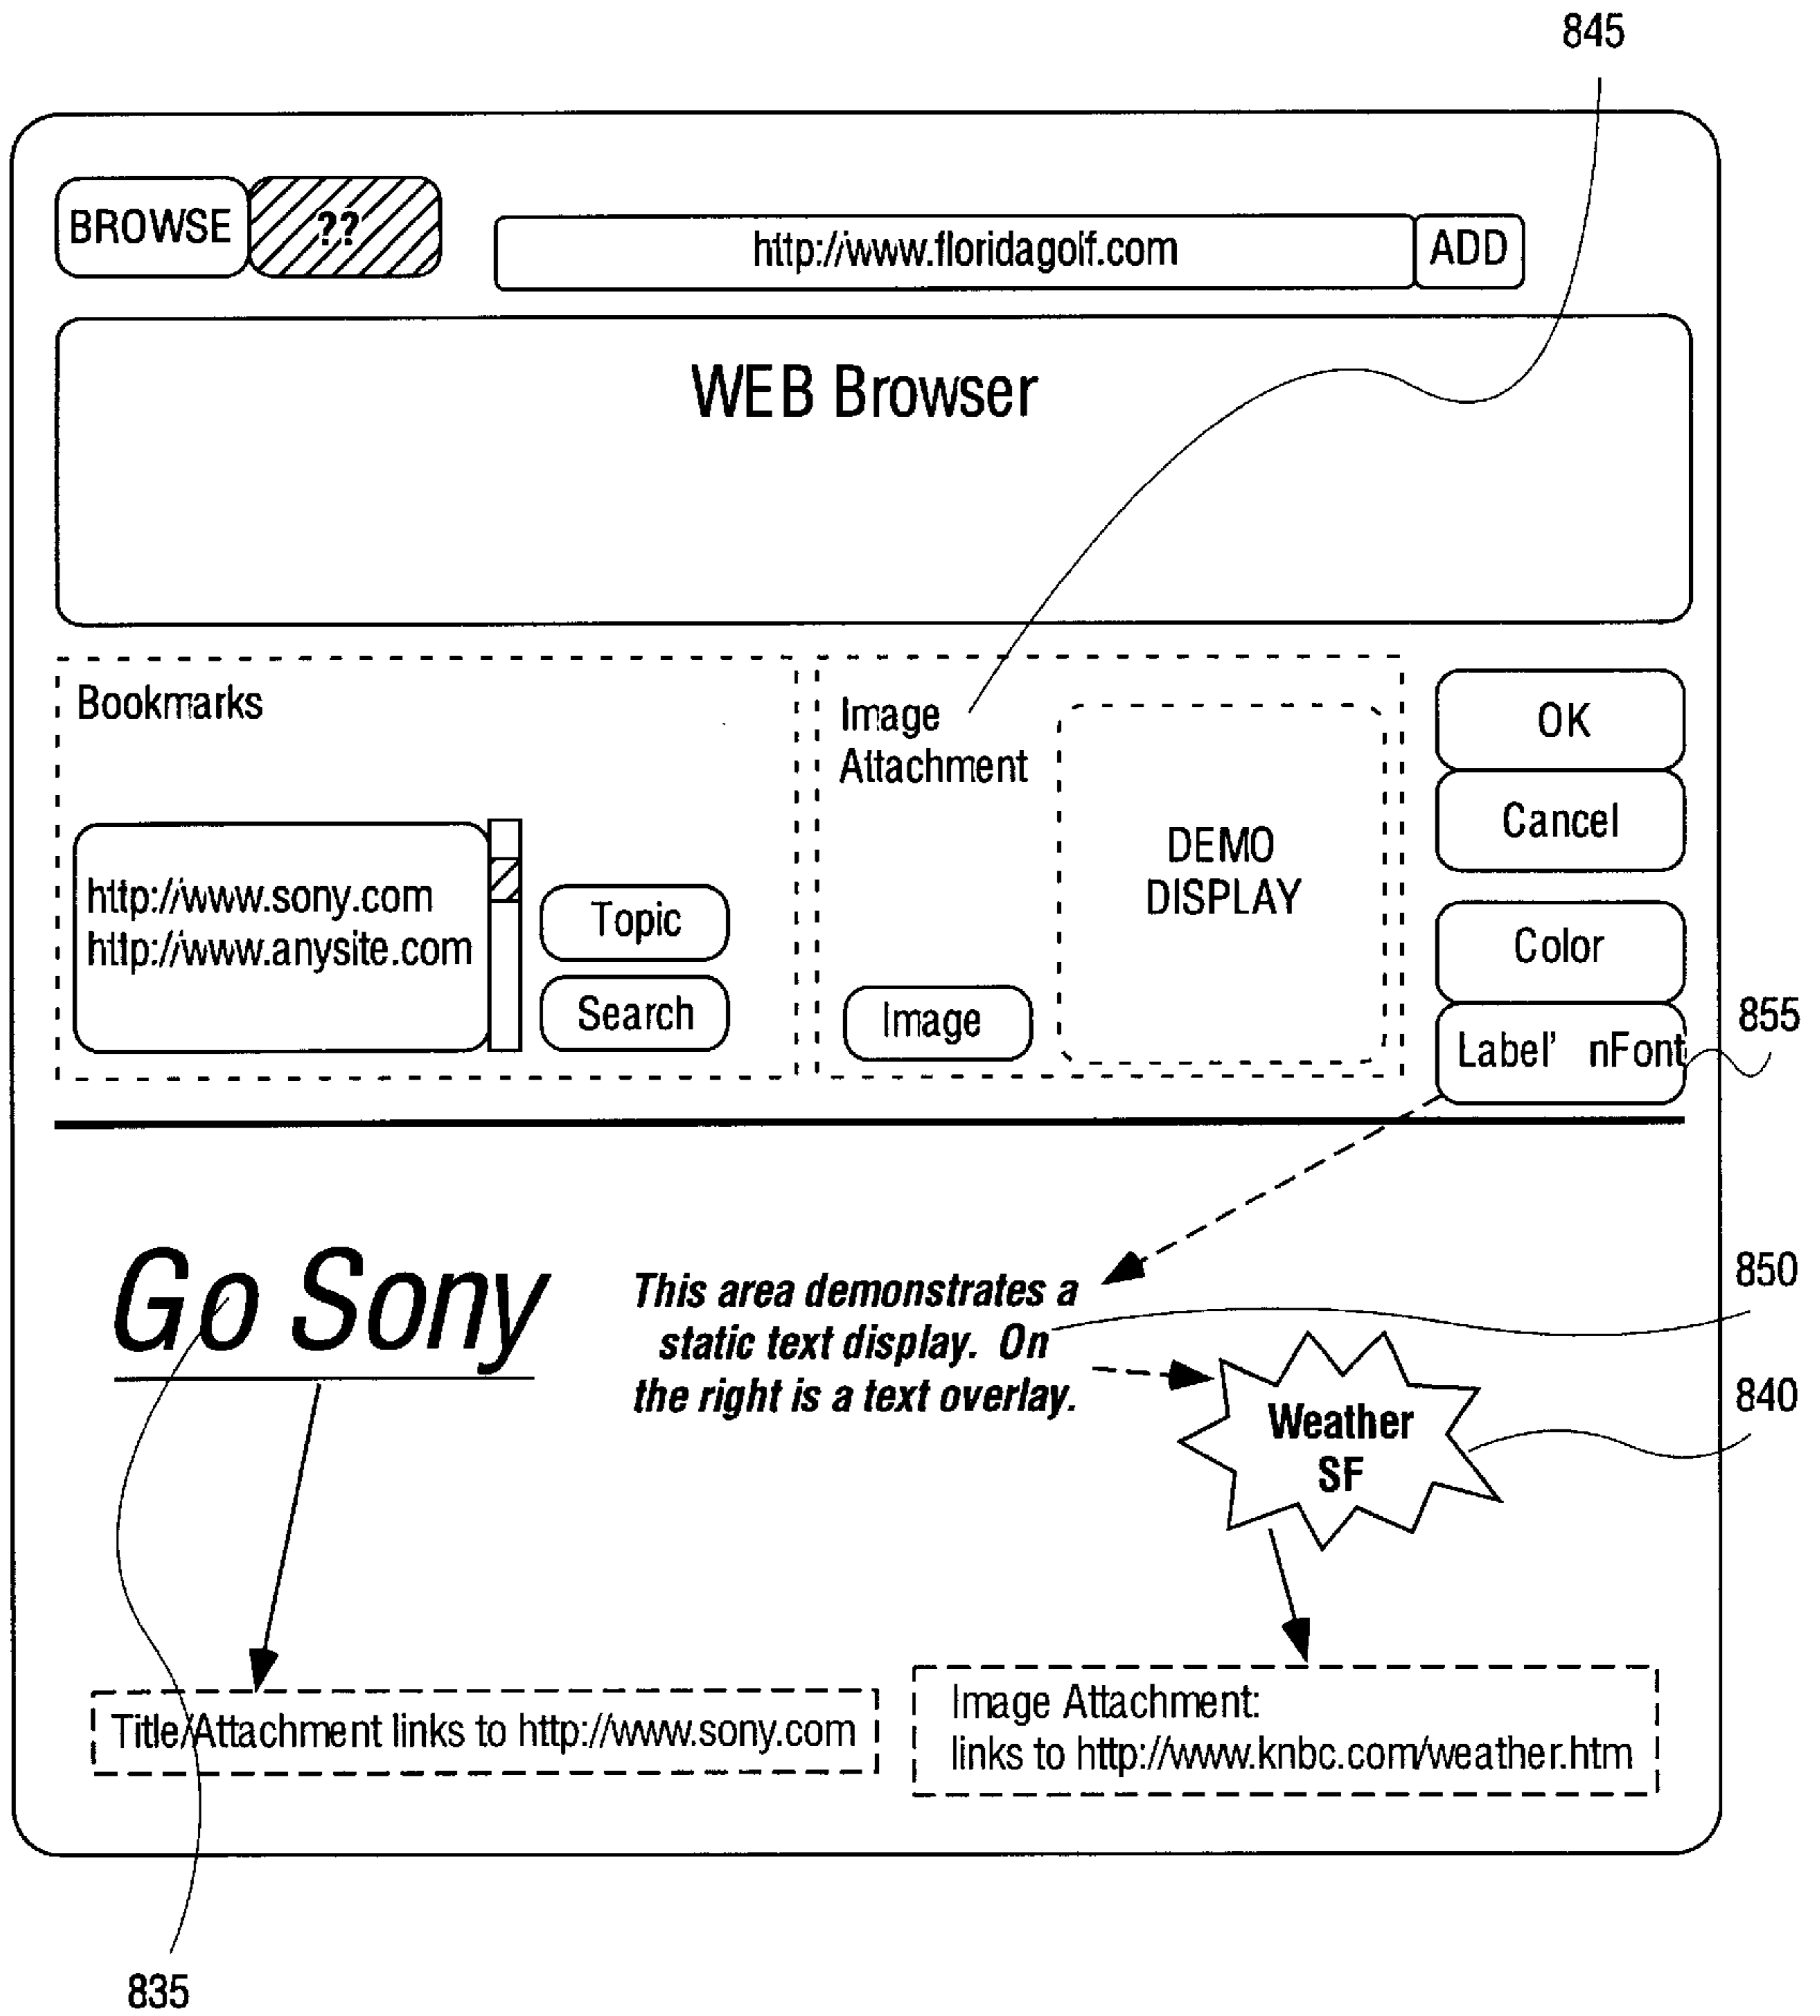 845
BROWSE
??
http://www.floridagolf.com
ADD
WEB Browser
Bookmarks
http://www.sony.com
http://www.anysite.com
Topic
Search
Image
Attachment
Image
DEMO
DISPLAY
OK
Cancel
Color
Label' nFont
855
Go Sony
This area demonstrates a
static text display. On
the right is a text overlay.
850
840
Weather
SF
Title/Attachment links to http://www.sony.com
Image Attachment:
links to http://www.knbc.com/weather.htm
835